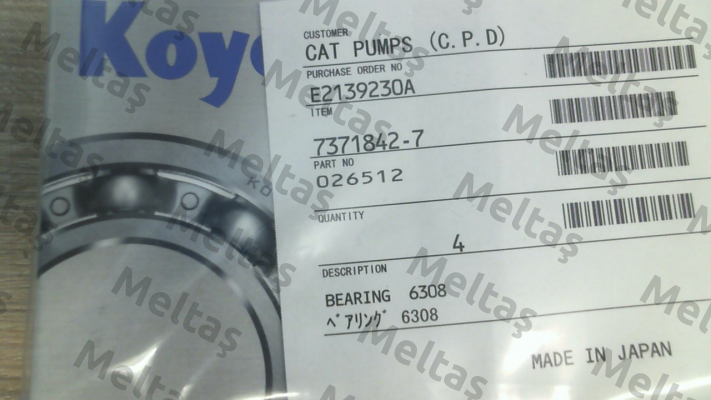 Koyo
CUSTOMER
CAT PUMPS (C.P.D)
PURCHASE ORDER NO
E2139230A
ITEM
7371842-7
PART NO
026512
QUANTITY
4
DESCRIPTION
BEARING 6308
ﾍﾞｱﾘﾝｸﾞ 6308
MADE IN JAPAN
Meltaş